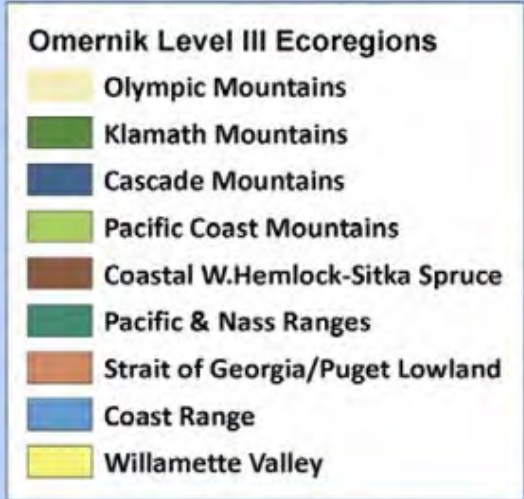 Omernik Level III Ecoregions
Olympic Mountains
Klamath Mountains
Cascade Mountains
Pacific Coast Mountains
Coastal W.Hemlock-Sitka Spruce
Pacific & Nass Ranges
Strait of Georgia/Puget Lowland
Coast Range
Willamette Valley